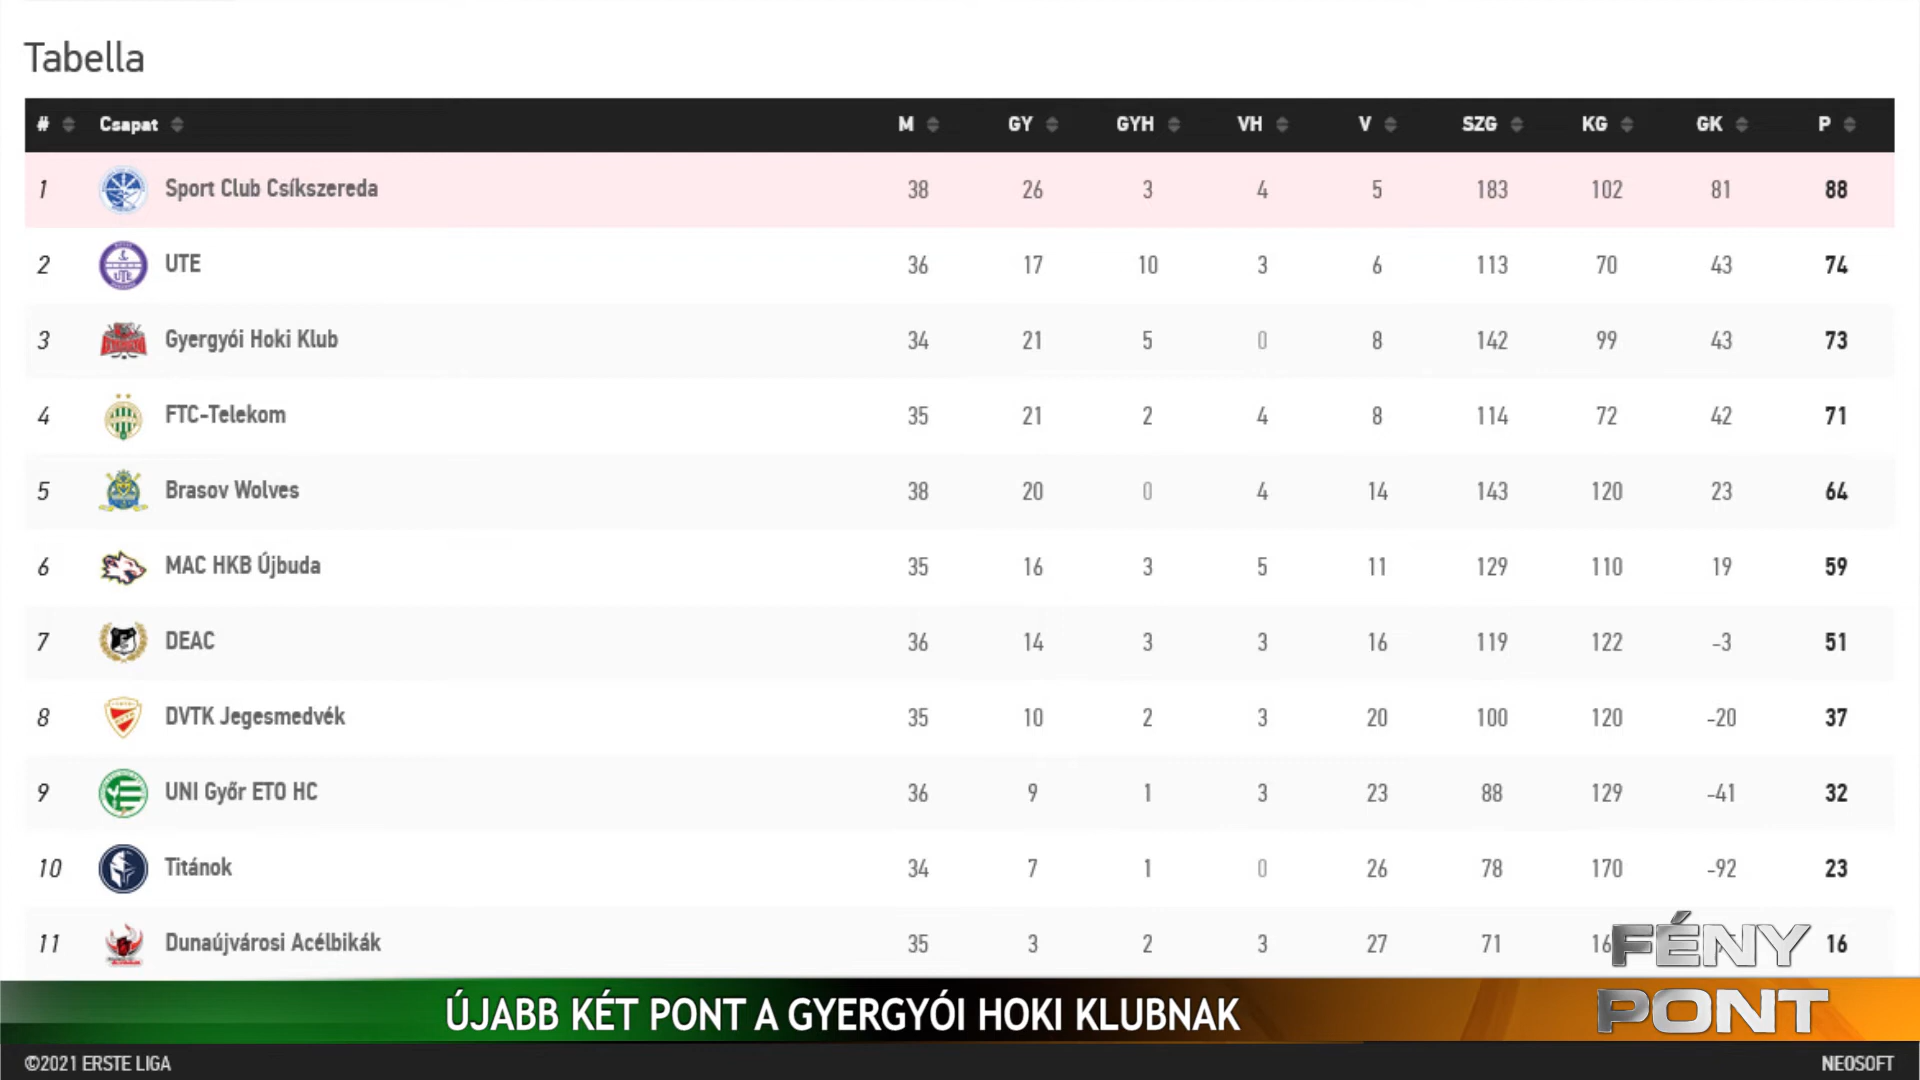 Tabella
# Csapat M GY GYH VH V SZG KG GK P
1 Sport Club Csíkszereda 38 26 3 4 5 183 102 81 88
2 UTE 36 17 10 3 6 113 70 43 74
3 Gyergyói Hoki Klub 34 21 5 0 8 142 99 43 73
4 FTC-Telekom 35 21 2 4 8 114 72 42 71
5 Brasov Wolves 38 20 0 4 14 143 120 23 64
6 MAC HKB Újbuda 35 16 3 5 11 129 110 19 59
7 DEAC 36 14 3 3 16 119 122 -3 51
8 DVTK Jegesmedvék 35 10 2 3 20 100 120 -20 37
9 UNI Győr ETO HC 36 9 1 3 23 88 129 -41 32
10 Titánok 34 7 1 0 26 78 170 -92 23
11 Dunaújvárosi Acélbikák 35 3 2 3 27 71 16
FÉNY
PONT
ÚJABB KÉT PONT A GYERGYÓI HOKI KLUBNAK
©2021 ERSTE LIGA NEOSOFT